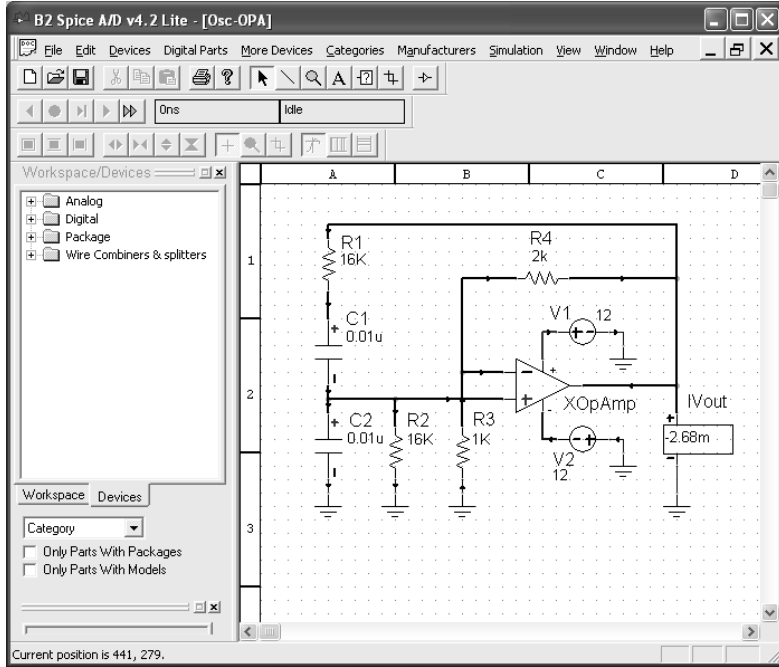 B2 Spice A/D v4.2 Lite - [Osc-OPA]
File Edit Devices Digital Parts More Devices Categories Manufacturers Simulation View Window Help
0ns Idle
Workspace/Devices
Analog
Digital
Package
Wire Combiners & splitters
Workspace Devices
Category
Only Parts With Packages
Only Parts With Models
A B C D
1
2
3
R1
16K
C1
0.01u
C2
0.01u
R2
16K
R3
1K
R4
2k
V1 12
XOpAmp
V2
12
IVout
-2.68m
Current position is 441, 279.